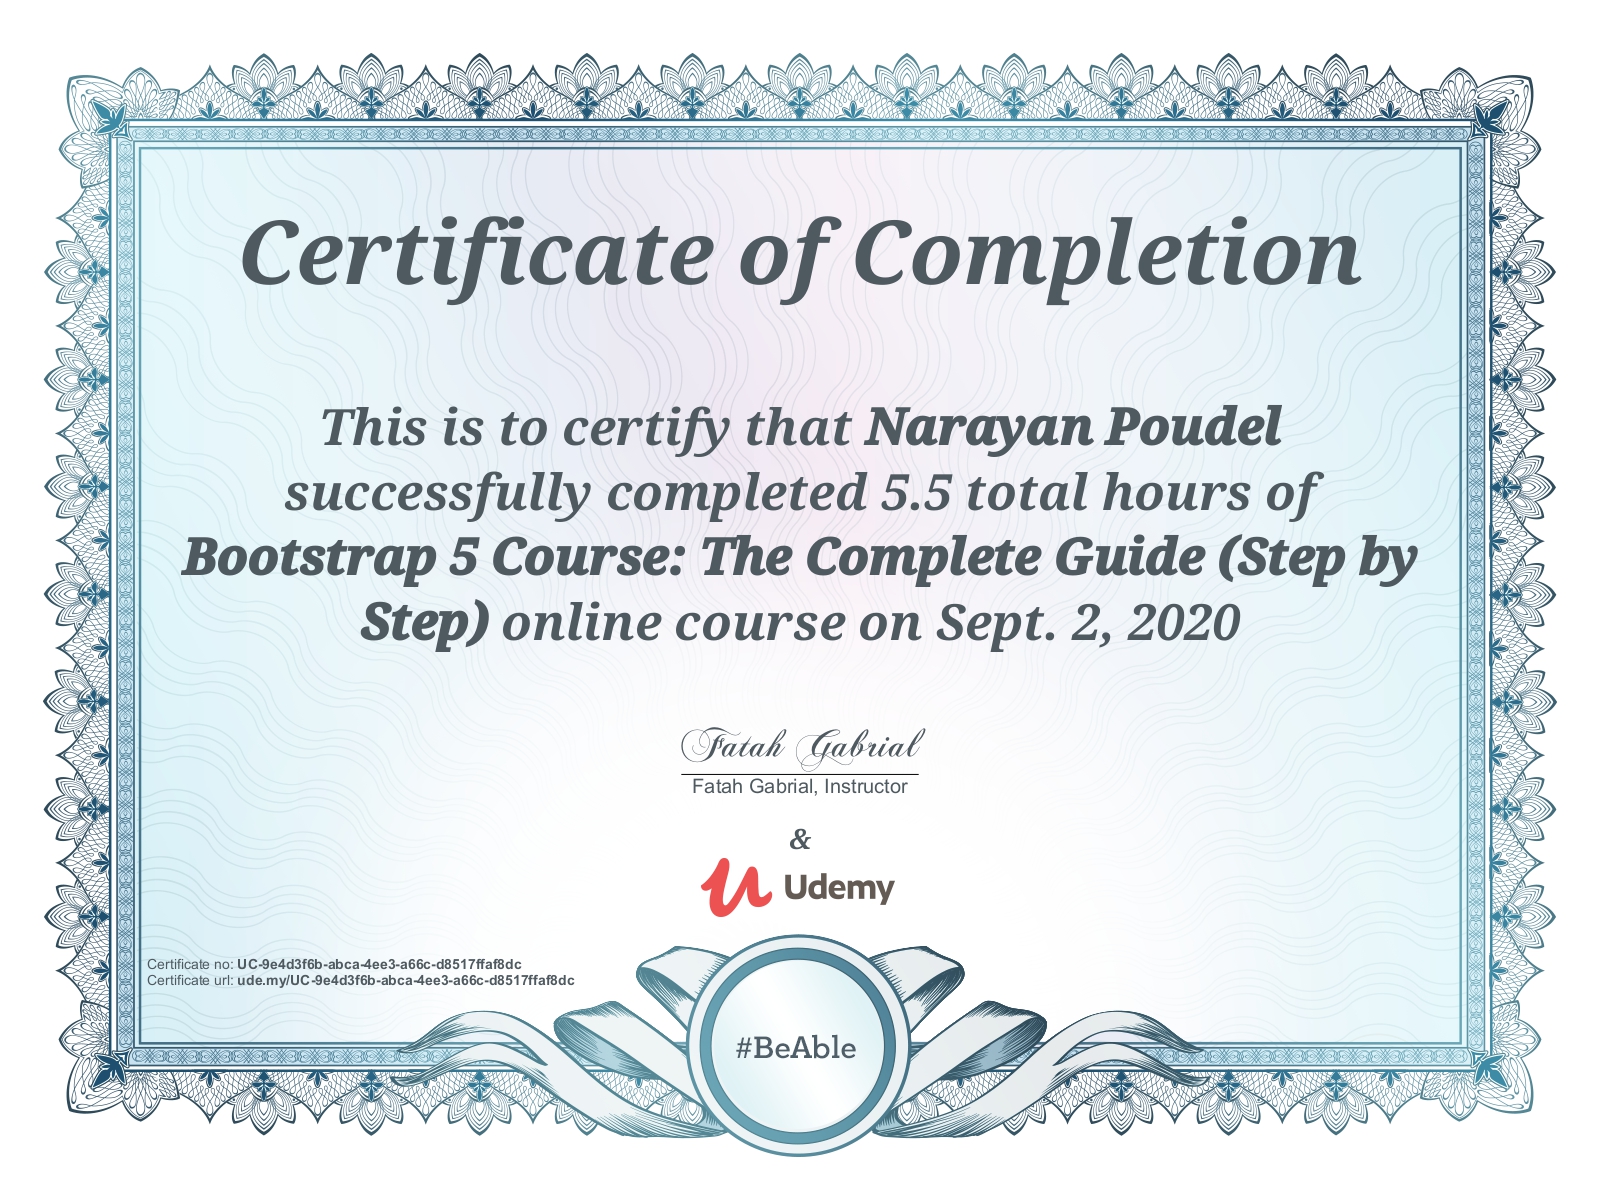 Certificate of Completion
This is to certify that Narayan Poudel
successfully completed 5.5 total hours of
Bootstrap 5 Course: The Complete Guide (Step by
Step) online course on Sept. 2, 2020
Fatah Gabrial
Fatah Gabrial, Instructor
&
Udemy
Certificate no: UC-9e4d3f6b-abca-4ee3-a66c-d8517ffaf8dc
Certificate url: ude.my/UC-9e4d3f6b-abca-4ee3-a66c-d8517ffaf8dc
#BeAble